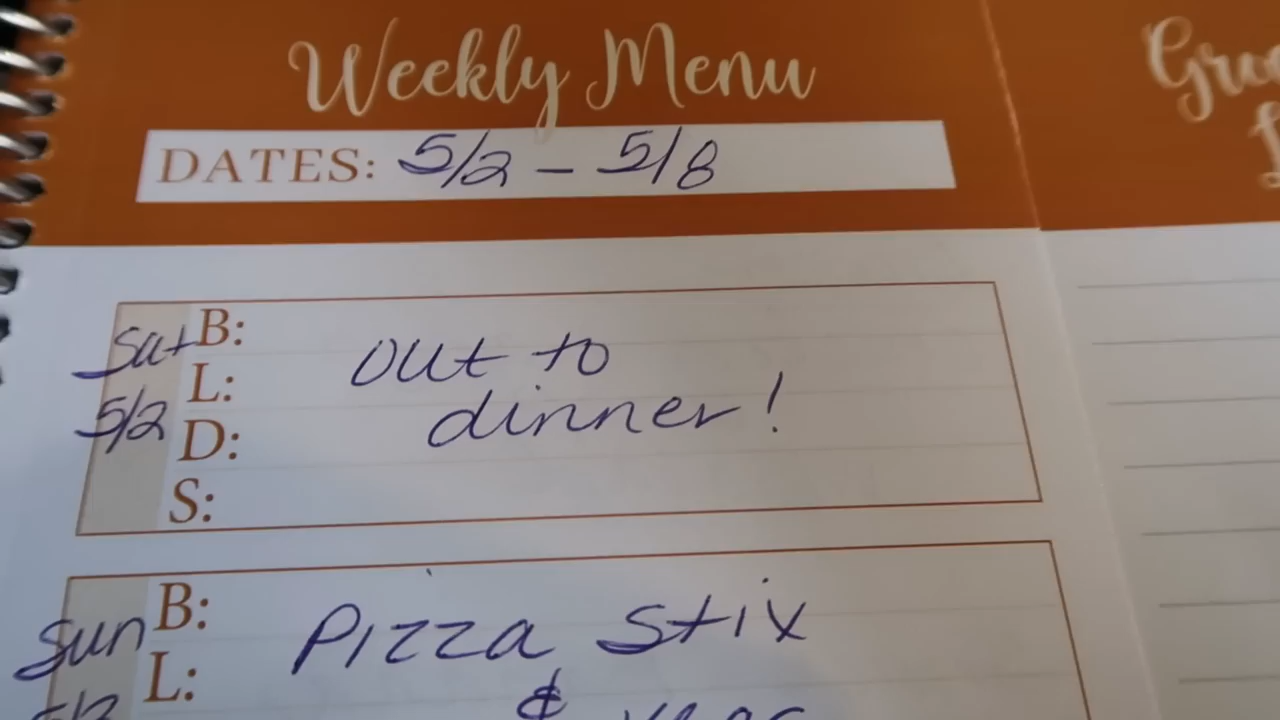 Weekly Menu
DATES: 5/2 - 5/8
Sat
5/2
B:
L:
D:
S:
Out to
dinner!
Sun
B:
L:
Pizza Stix
&